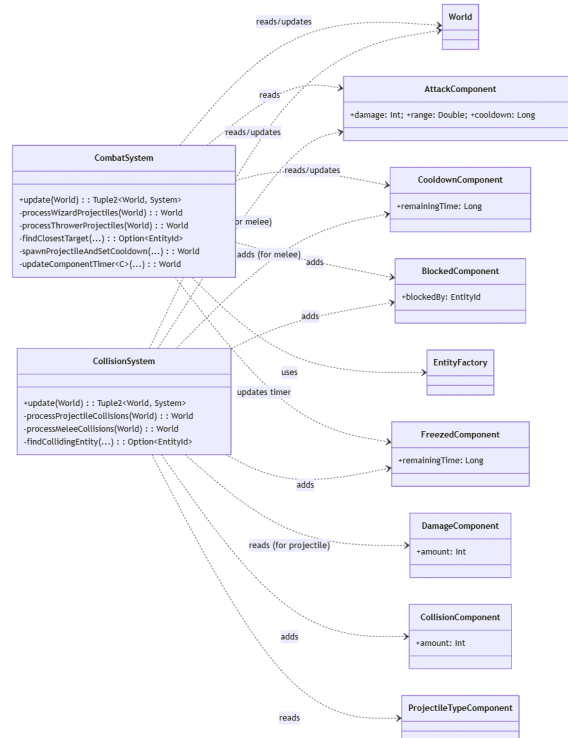 World
reads/updates
AttackComponent
+damage: Int; +range: Double; +cooldown: Long
reads
reads/updates
CombatSystem
+update(World) : : Tuple2<World, System>
-processWizardProjectiles(World) : : World
-processThrowerProjectiles(World) : : World
-findClosestTarget(...) : : Option<EntityId>
-spawnProjectileAndSetCooldown(...) : : World
-updateComponentTimer<C>(...) : : World
reads/updates
CooldownComponent
+remainingTime: Long
or melee)
adds (for melee)
adds
BlockedComponent
+blockedBy: EntityId
adds
CollisionSystem
+update(World) : : Tuple2<World, System>
-processProjectileCollisions(World) : : World
-processMeleeCollisions(World) : : World
-findCollidingEntity(...) : : Option<EntityId>
EntityFactory
uses
updates timer
FreezedComponent
+remainingTime: Long
adds
DamageComponent
+amount: Int
reads (for projectile)
CollisionComponent
+amount: Int
adds
ProjectileTypeComponent
reads